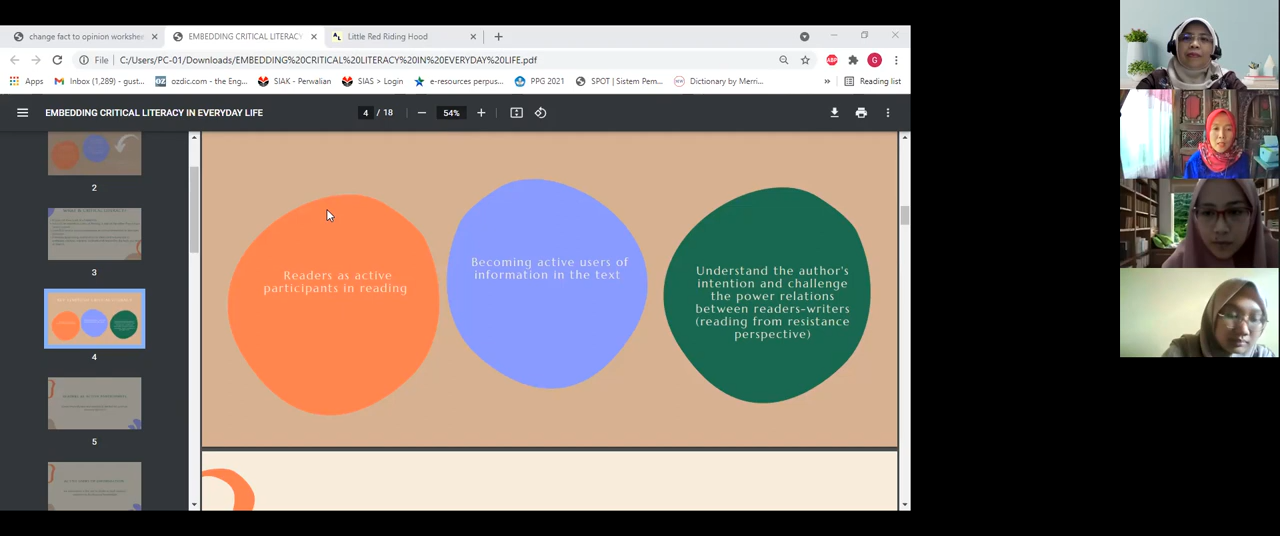 change fact to opinion workshee
EMBEDDING CRITICAL LITERACY
Little Red Riding Hood
File
C:/Users/PC-01/Downloads/EMBEDDING%20CRITICAL%20LITERACY%20IN%20EVERYDAY%20LIFE.pdf
G
Apps
Inbox (1,289) - gust...
ozdic.com - the Eng...
SIAK - Perwalian
SIAS > Log in
e-resources perpus...
PPG 2021
SPOT | Sistem Pem...
Dictionary by Merri...
Reading list
EMBEDDING CRITICAL LITERACY IN EVERYDAY LIFE
4 / 18
54%
2
3
4
5
Readers as active
participants in reading
Becoming active users of
information in the text
Understand the author's
intention and challenge
the power relations
between readers-writers
(reading from resistance
perspective)